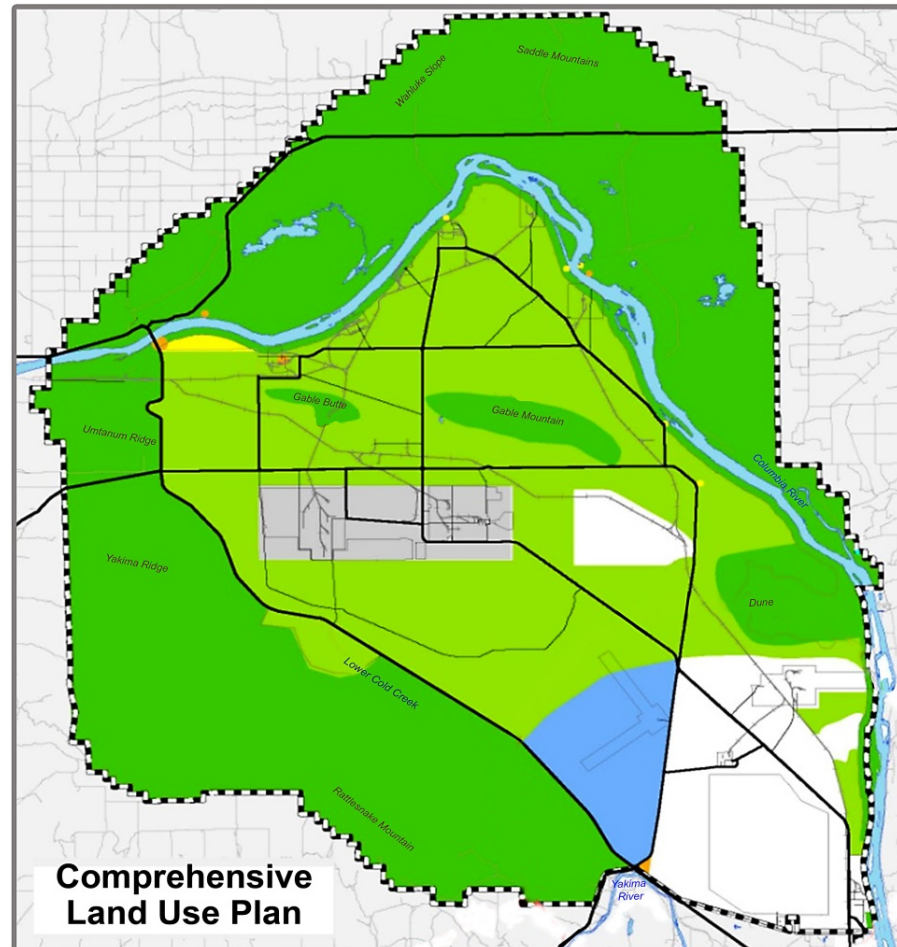 Saddle Mountains
Wahluke Slope
Gable Butte
Gable Mountain
Umtanum Ridge
Columbia River
Yakima Ridge
Dune
Lower Cold Creek
Rattlesnake Mountain
Comprehensive
Land Use Plan
Yakima
River